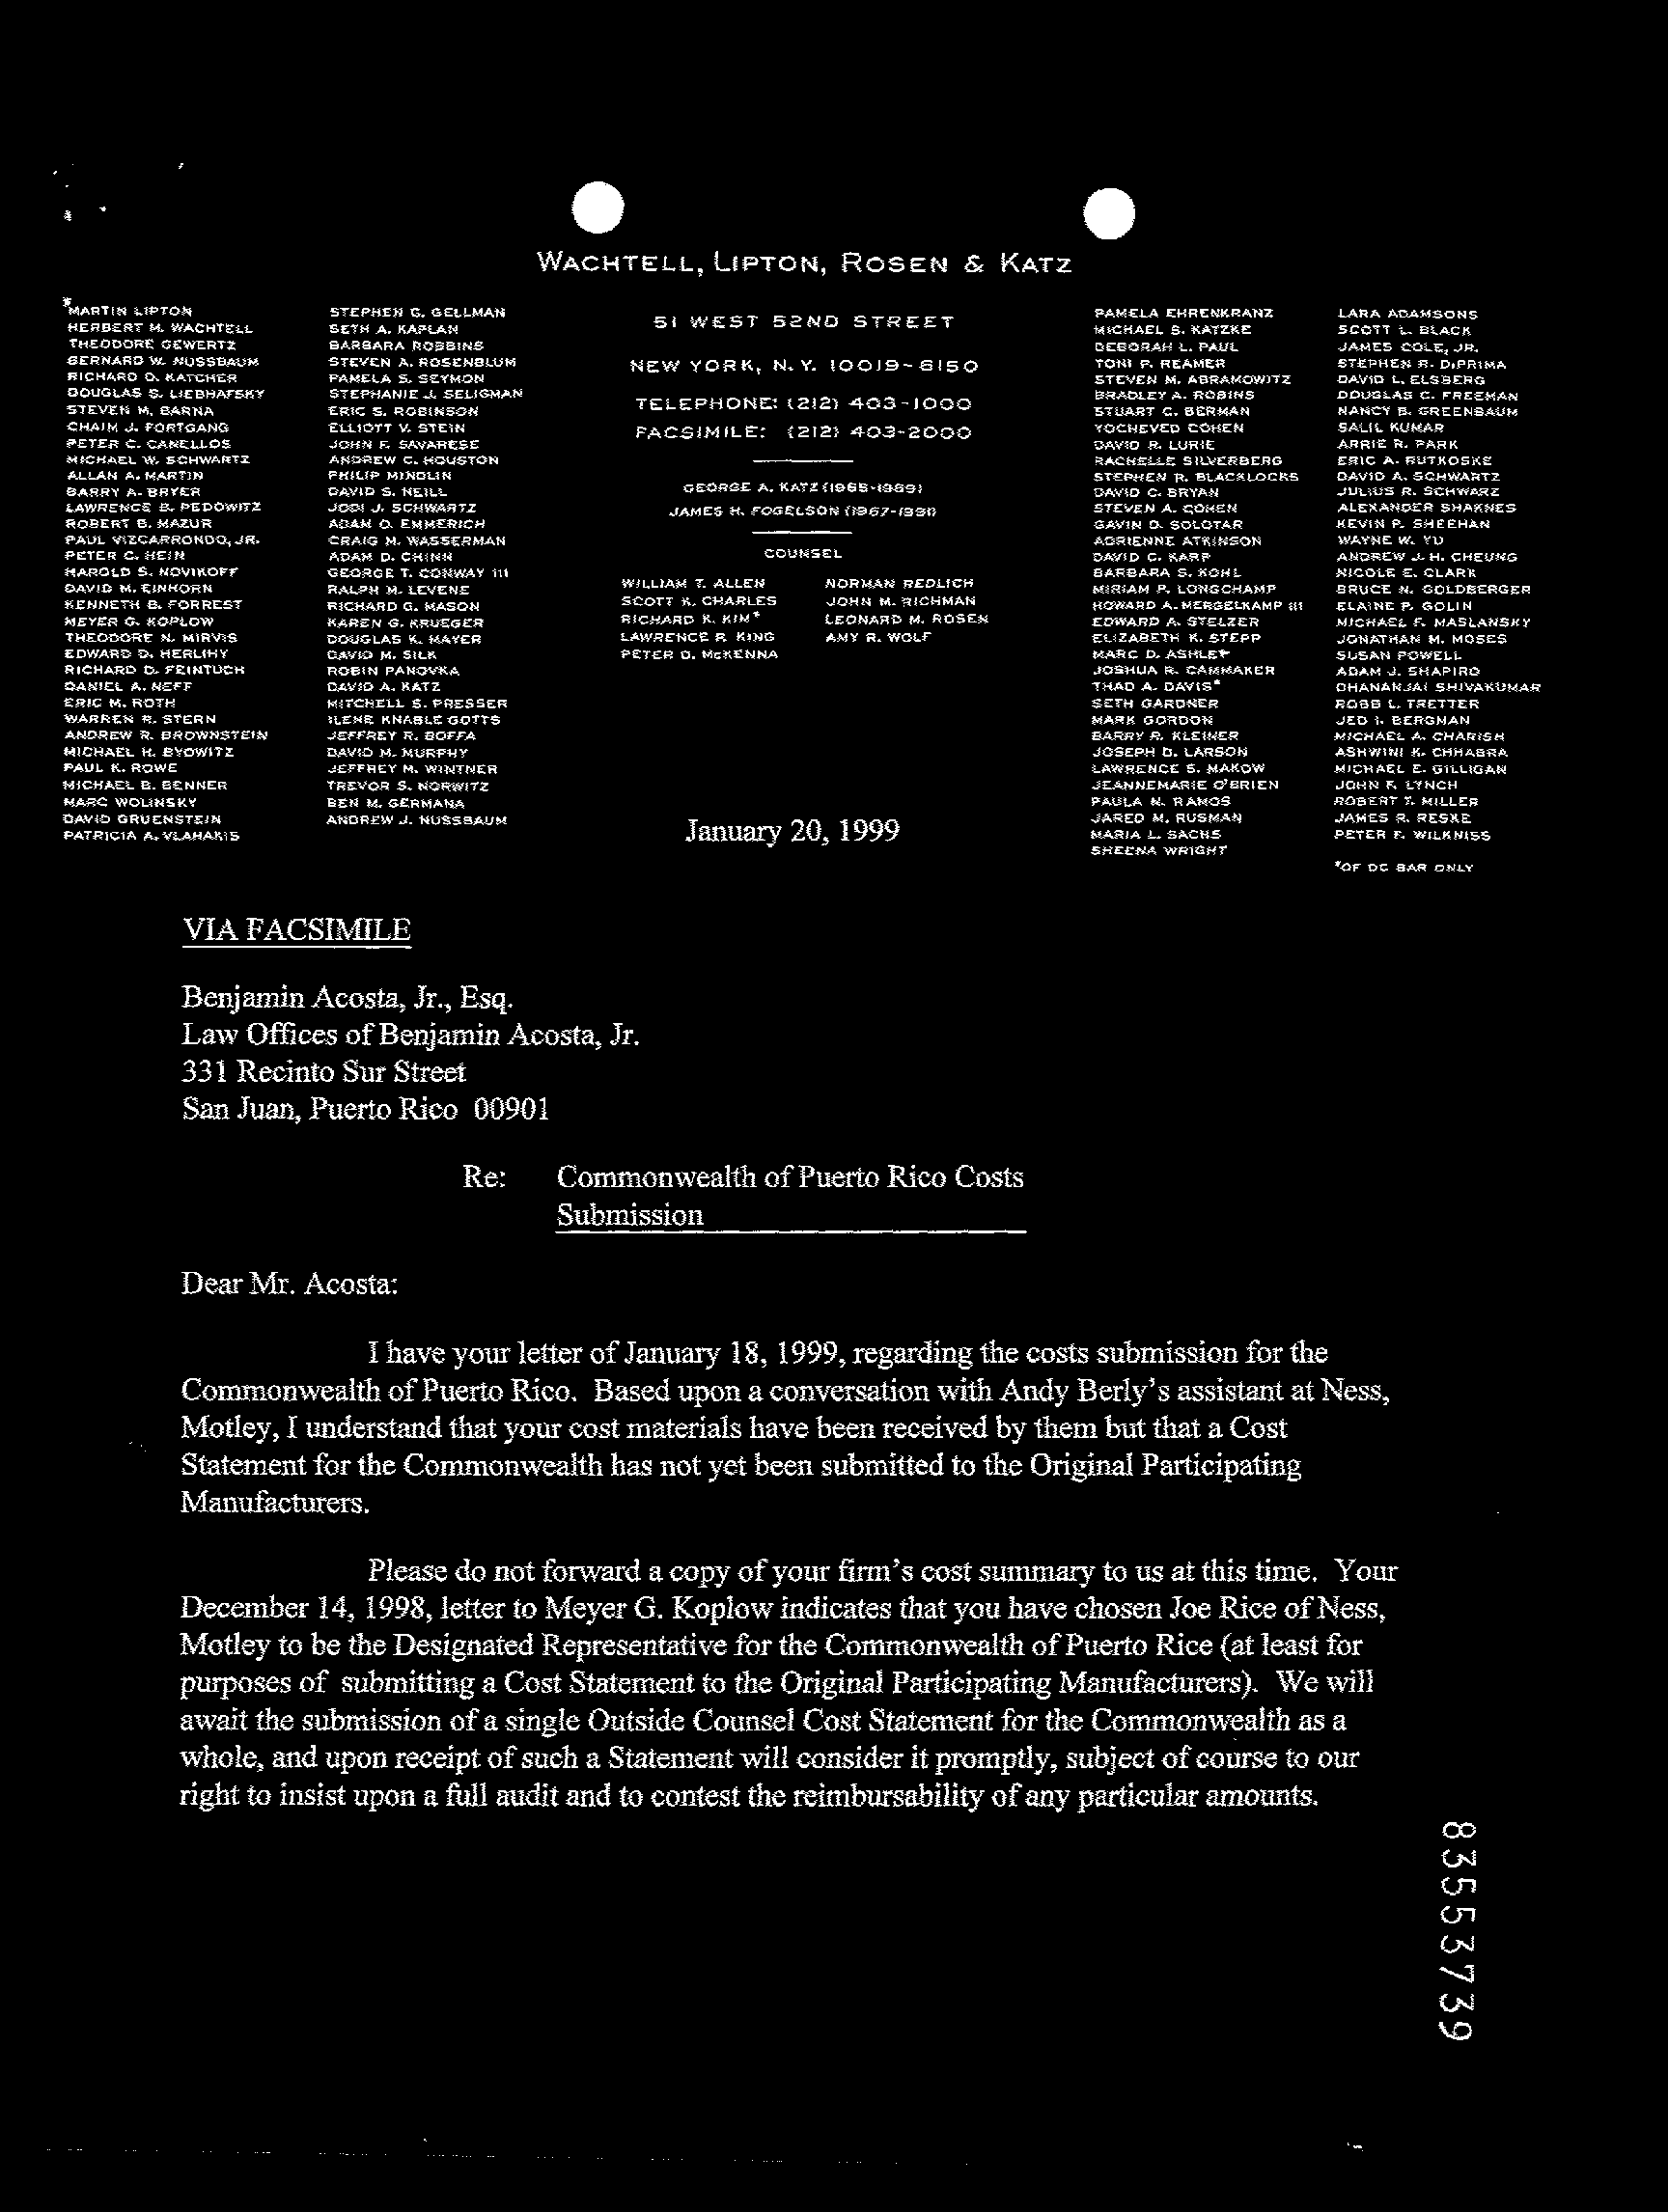 WACHTELL, LIPTON, ROSEN & KATZ
MARTIN LIPTON
HERBERT M. WACHTELL
THEODORE GEWERTZ
BERNARD W. NUSSBAUM
RICHARD D. KATCHER
DOUGLAS S. LIEBHAFSKY
STEVEN M. BARNA
CHAIM J. FORTGANG
PETER C. CANELLOS
MICHAEL W. SCHWARTZ
ALLAN A. MARTIN
BARRY A. BRYER
LAWRENCE B. PEDOWITZ
ROBERT B. MAZUR
PAUL VIZCARRONDO, JR.
PETER C. HEIN
HAROLD S. NOVIKOFF
DAVID M. EINHORN
KENNETH B. FORREST
MEYER G. KOPLOW
THEODORE N. MIRVIS
EDWARD D. HERLIHY
RICHARD D. FEINTUCH
DANIEL A. NEFF
ERIC M. ROTH
WARREN R. STERN
ANDREW R. BROWNSTEIN
MICHAEL H. BYOWITZ
PAUL K. ROWE
MICHAEL B. BENNER
MARC WOLINSKY
DAVID GRUENSTEIN
PATRICIA A. VLAHAKIS
STEPHEN G. GELLMAN
SETH A. KAPLAN
BARBARA ROBBINS
STEVEN A. ROSENBLUM
PAMELA S. SEYMON
STEPHANIE J. SELIGMAN
ERIC S. ROBINSON
ELLIOTT V. STEIN
JOHN F. SAVARESE
ANDREW C. HOUSTON
PHILIP MINDLIN
DAVID S. NEILL
JODI J. SCHWARTZ
ADAM O. EMMERICH
CRAIG M. WASSERMAN
ADAM D. CHINN
GEORGE T. CONWAY III
RALPH M. LEVENE
RICHARD G. MASON
KAREN G. KRUEGER
DOUGLAS K. MAYER
DAVID M. SILK
ROBIN PANOVKA
DAVID A. KATZ
MITCHELL S. PRESSER
ILENE KNABLE GOTTS
JEFFREY R. BOFFA
DAVID M. MURPHY
JEFFREY M. WINTNER
TREVOR S. NORWITZ
BEN M. GERMANA
ANDREW J. NUSSBAUM
51 WEST 52ND STREET
NEW YORK, N.Y. 10019-6150
TELEPHONE: (212) 403-1000
FACSIMILE: (212) 403-2000
GEORGE A. KATZ (1965-1989)
JAMES H. FOGELSON (1967-1991)
COUNSEL
WILLIAM T. ALLEN
SCOTT K. CHARLES
RICHARD K. KIM*
LAWRENCE P. KING
PETER D. McKENNA
NORMAN REDLICH
JOHN M. RICHMAN
LEONARD M. ROSEN
AMY R. WOLF
PAMELA EHRENKRANZ
MICHAEL S. KATZKE
DEBORAH L. PAUL
TONI P. REAMER
STEVEN M. ABRAMOWITZ
BRADLEY A. ROBINS
STUART C. BERMAN
YOCHEVED COHEN
DAVID R. LURIE
RACHELLE SILVERBERG
STEPHEN R. BLACKLOCKS
DAVID C. BRYAN
STEVEN A. COHEN
GAVIN D. SOLOTAR
ADRIENNE ATKINSON
DAVID C. KARP
BARBARA S. KOHL
MIRIAM P. LONGCHAMP
HOWARD A. MERGELKAMP III
EDWARD A. STELZER
ELIZABETH K. STEPP
MARC D. ASHLEY
JOSHUA R. CAMMAKER
THAD A. DAVIS*
SETH GARDNER
MARK GORDON
BARRY R. KLEINER
JOSEPH D. LARSON
LAWRENCE S. MAKOW
JEANNEMARIE O'BRIEN
PAULA N. RAMOS
JARED M. RUSMAN
MARIA L. SACHS
SHEENA WRIGHT
LARA ADAMSONS
SCOTT L. BLACK
JAMES COLE, JR.
STEPHEN R. DiPRIMA
DAVID L. ELSBERG
DOUGLAS C. FREEMAN
NANCY B. GREENBAUM
SALIL KUMAR
ARRIE R. PARK
ERIC A. RUTKOSKE
DAVID A. SCHWARTZ
JULIUS R. SCHWARZ
ALEXANDER SHAKNES
KEVIN P. SHEEHAN
WAYNE W. YU
ANDREW J. H. CHEUNG
NICOLE E. CLARK
BRUCE N. GOLDBERGER
ELAINE P. GOLIN
MICHAEL F. MASLANSKY
JONATHAN M. MOSES
SUSAN POWELL
ADAM J. SHAPIRO
DHANANJAI SHIVAKUMAR
ROBB L. TRETTER
JED I. BERGMAN
MICHAEL A. CHARISH
ASHWINI K. CHHABRA
MICHAEL E. GILLIGAN
JOHN F. LYNCH
ROBERT T. MILLER
JAMES R. RESKE
PETER F. WILKNISS
*OF DC BAR ONLY
January 20, 1999
VIA FACSIMILE
Benjamin Acosta, Jr., Esq.
Law Offices of Benjamin Acosta, Jr.
331 Recinto Sur Street
San Juan, Puerto Rico 00901
Re: Commonwealth of Puerto Rico Costs
Submission
Dear Mr. Acosta:
I have your letter of January 18, 1999, regarding the costs submission for the
Commonwealth of Puerto Rico. Based upon a conversation with Andy Berly's assistant at Ness,
Motley, I understand that your cost materials have been received by them but that a Cost
Statement for the Commonwealth has not yet been submitted to the Original Participating
Manufacturers.
Please do not forward a copy of your firm's cost summary to us at this time. Your
December 14, 1998, letter to Meyer G. Koplow indicates that you have chosen Joe Rice of Ness,
Motley to be the Designated Representative for the Commonwealth of Puerto Rice (at least for
purposes of submitting a Cost Statement to the Original Participating Manufacturers). We will
await the submission of a single Outside Counsel Cost Statement for the Commonwealth as a
whole, and upon receipt of such a Statement will consider it promptly, subject of course to our
right to insist upon a full audit and to contest the reimbursability of any particular amounts.
83553739